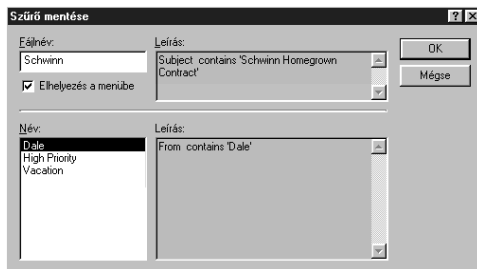 Szűrő mentése
Fájlnév:
Schwinn
Elhelyezés a menübe
Leírás:
Subject contains 'Schwinn Homegrown
Contract'
OK
Mégse
Név:
Dale
High Priority
Vacation
Leírás:
From contains 'Dale'